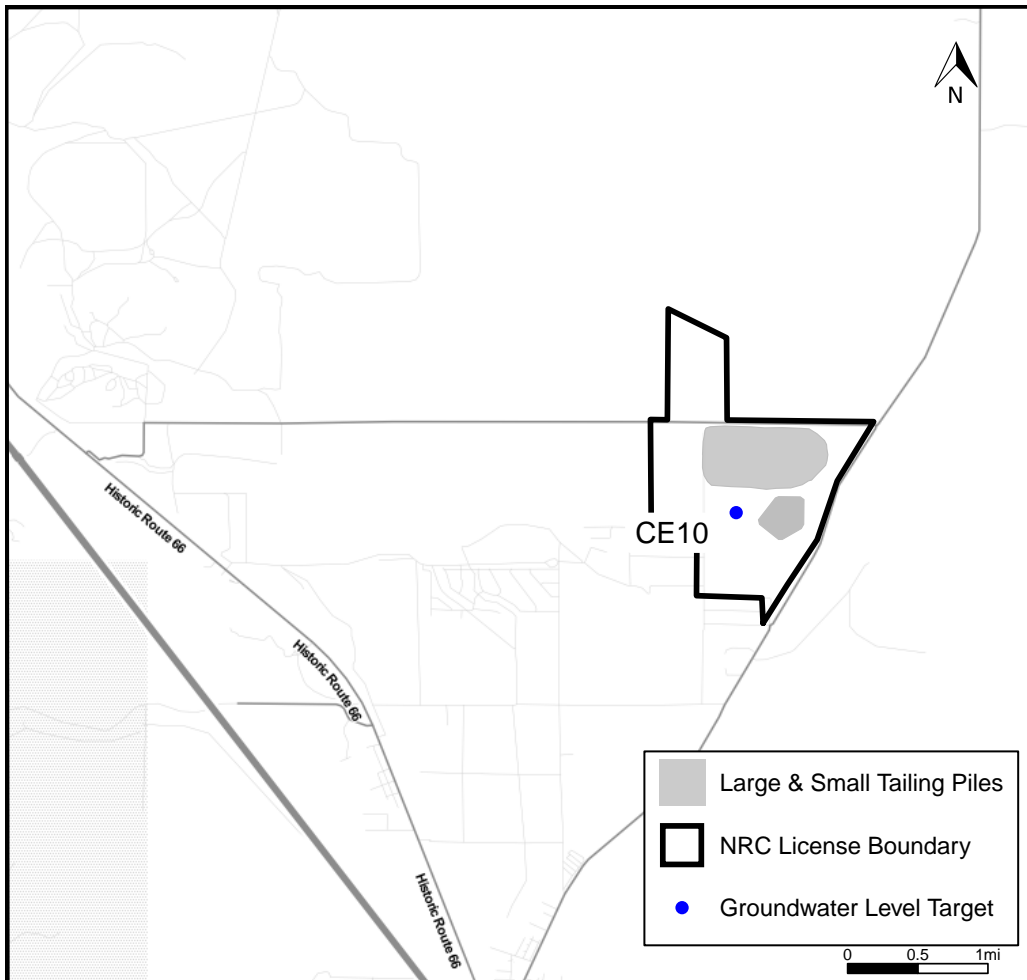 N
Historic Route 66
CE10
Historic Route 66
Large & Small Tailing Piles
NRC License Boundary
Historic Route 66
Groundwater Level Target
0 0.5 1mi